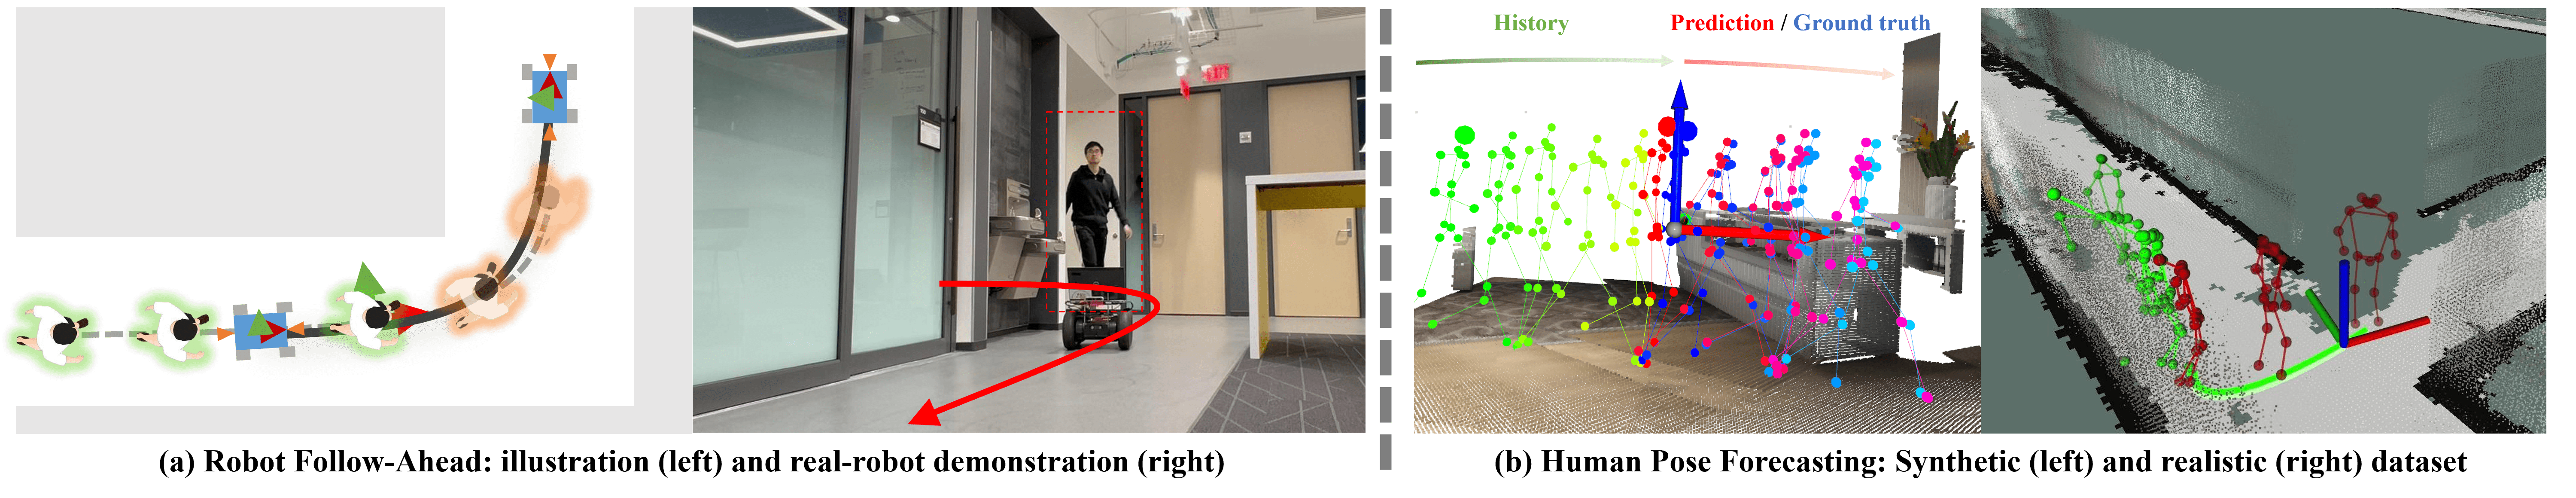 History
Prediction / Ground truth
(a) Robot Follow-Ahead: illustration (left) and real-robot demonstration (right)
(b) Human Pose Forecasting: Synthetic (left) and realistic (right) dataset